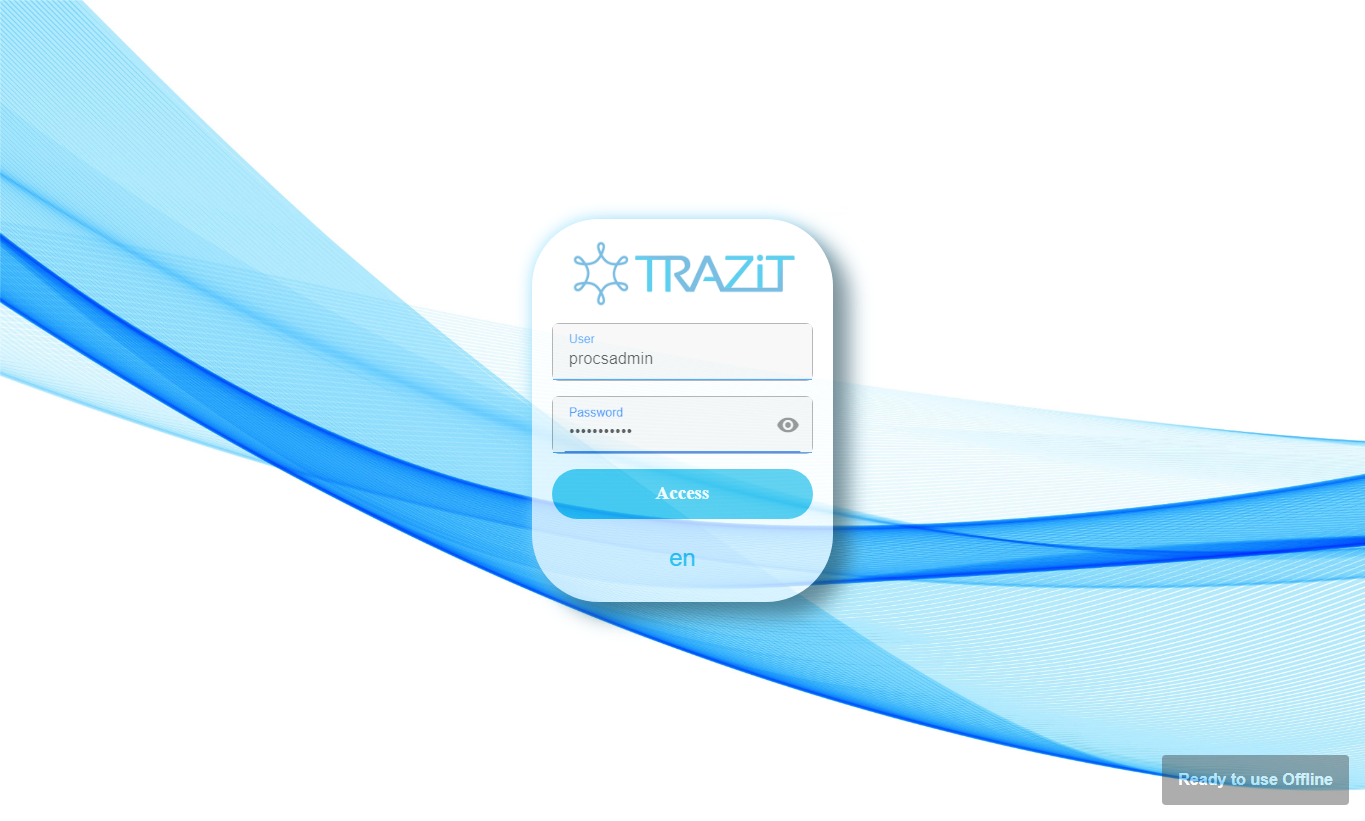 TRAZiT
User
procsadmin
Password
•••••••••••
Access
en
Ready to use Offline